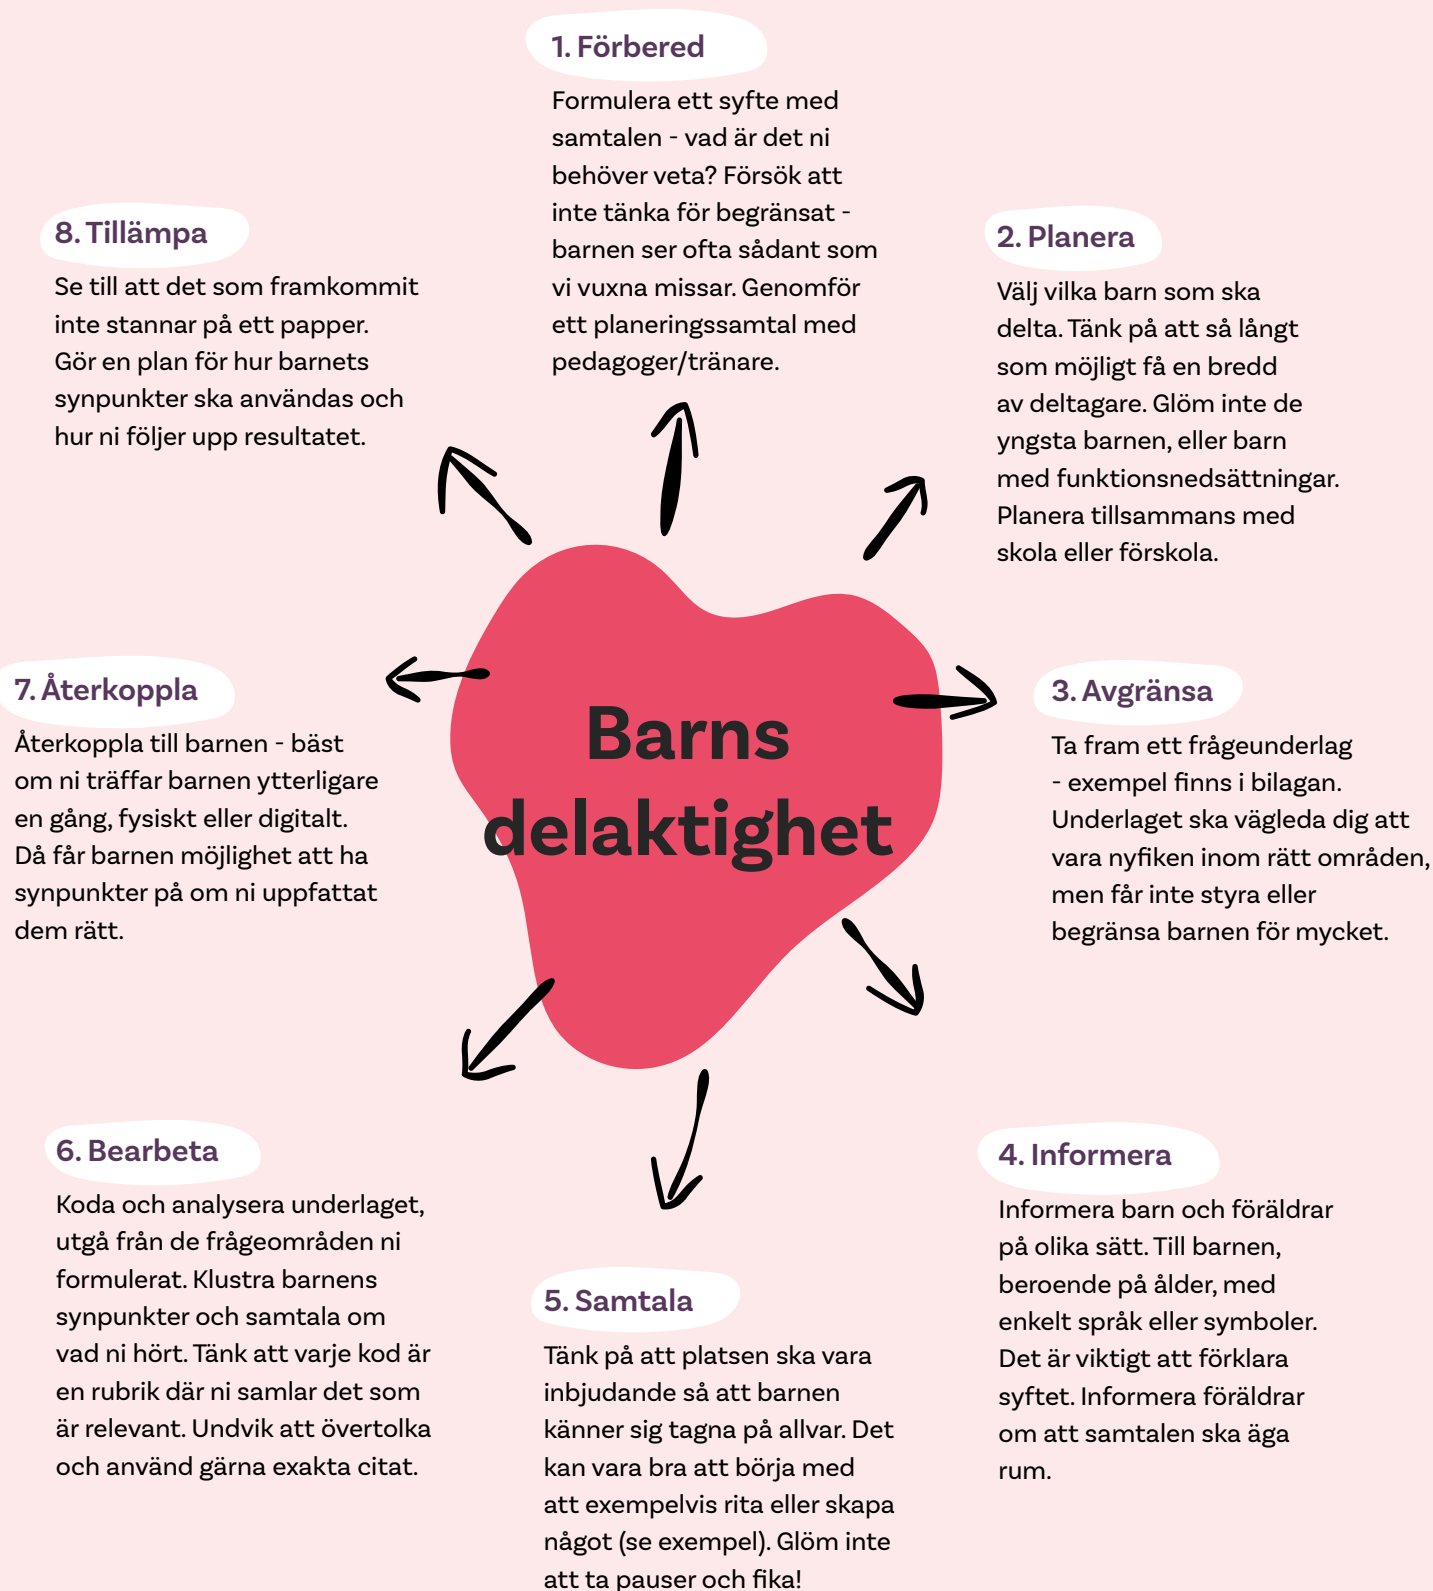 1. Förbered
Formulera ett syfte med
samtalen - vad är det ni
behöver veta? Försök att
inte tänka för begränsat -
barnen ser ofta sådant som
vi vuxna missar. Genomför
ett planeringssamtal med
pedagoger/tränare.
2. Planera
Välj vilka barn som ska
delta. Tänk på att så långt
som möjligt få en bredd
av deltagare. Glöm inte de
yngsta barnen, eller barn
med funktionsnedsättningar.
Planera tillsammans med
skola eller förskola.
3. Avgränsa
Ta fram ett frågeunderlag
- exempel finns i bilagan.
Underlaget ska vägleda dig att
vara nyfiken inom rätt områden,
men får inte styra eller
begränsa barnen för mycket.
4. Informera
Informera barn och föräldrar
på olika sätt. Till barnen,
beroende på ålder, med
enkelt språk eller symboler.
Det är viktigt att förklara
syftet. Informera föräldrar
om att samtalen ska äga
rum.
5. Samtala
Tänk på att platsen ska vara
inbjudande så att barnen
känner sig tagna på allvar. Det
kan vara bra att börja med
att exempelvis rita eller skapa
något (se exempel). Glöm inte
att ta pauser och fika!
6. Bearbeta
Koda och analysera underlaget,
utgå från de frågeområden ni
formulerat. Klustra barnens
synpunkter och samtala om
vad ni hört. Tänk att varje kod är
en rubrik där ni samlar det som
är relevant. Undvik att övertolka
och använd gärna exakta citat.
7. Återkoppla
Återkoppla till barnen - bäst
om ni träffar barnen ytterligare
en gång, fysiskt eller digitalt.
Då får barnen möjlighet att ha
synpunkter på om ni uppfattat
dem rätt.
8. Tillämpa
Se till att det som framkommit
inte stannar på ett papper.
Gör en plan för hur barnets
synpunkter ska användas och
hur ni följer upp resultatet.
Barns
delaktighet